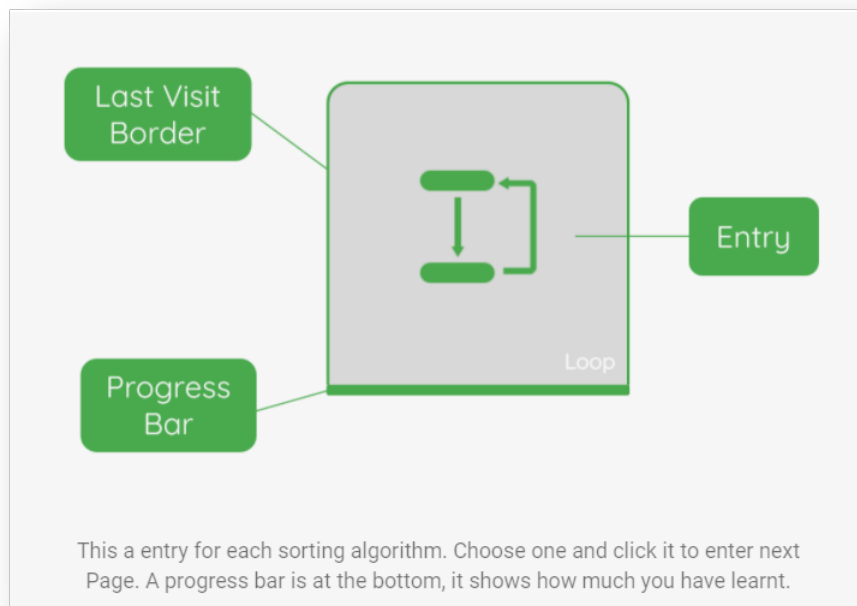 Last Visit
Border
Entry
Loop
Progress
Bar
This a entry for each sorting algorithm. Choose one and click it to enter next
Page. A progress bar is at the bottom, it shows how much you have learnt.